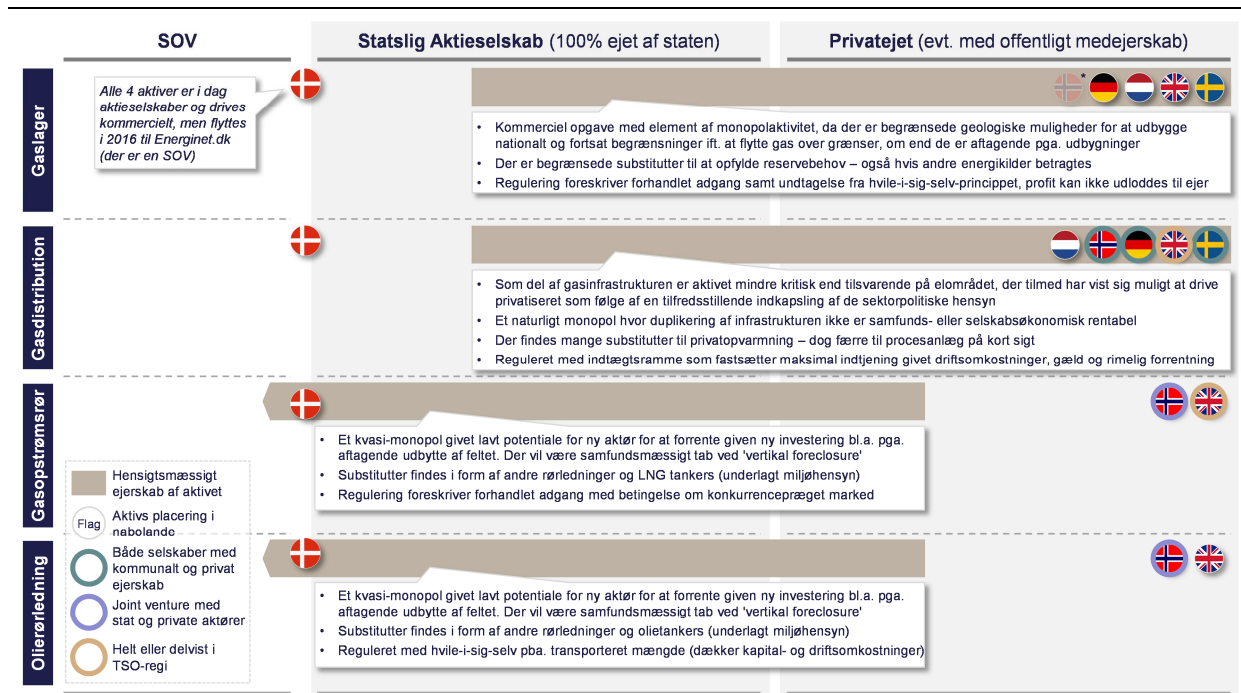 SOV
Statslig Aktieselskab (100% ejet af staten)
Privatejet (evt. med offentligt medejerskab)
Gaslager
Alle 4 aktiver er i dag
aktieselskaber og drives
kommercielt, men flyttes
i 2016 til Energinet.dk
(der er en SOV)
*
• Kommerciel opgave med element af monopolaktivitet, da der er begrænsede geologiske muligheder for at udbygge
nationalt og fortsat begrænsninger ift. at flytte gas over grænser, om end de er aftagende pga. udbygninger
• Der er begrænsede substitutter til at opfylde reservebehov – også hvis andre energikilder betragtes
• Regulering foreskriver forhandlet adgang samt undtagelse fra hvile-i-sig-selv-princippet, profit kan ikke udloddes til ejer
Gasdistribution
• Som del af gasinfrastrukturen er aktivet mindre kritisk end tilsvarende på elområdet, der tilmed har vist sig muligt at drive
privatiseret som følge af en tilfredsstillende indkapsling af de sektorpolitiske hensyn
• Et naturligt monopol hvor duplikering af infrastrukturen ikke er samfunds- eller selskabsøkonomisk rentabel
• Der findes mange substitutter til privatopvarmning – dog færre til procesanlæg på kort sigt
• Reguleret med indtægtsramme som fastsætter maksimal indtjening givet driftsomkostninger, gæld og rimelig forrentning
Gasopstrømsrør
• Et kvasi-monopol givet lavt potentiale for ny aktør for at forrente given ny investering bl.a. pga.
aftagende udbytte af feltet. Der vil være samfundsmæssigt tab ved 'vertikal foreclosure'
• Substitutter findes i form af andre rørledninger og LNG tankers (underlagt miljøhensyn)
• Regulering foreskriver forhandlet adgang med betingelse om konkurrencepræget marked
Hensigtsmæssigt
ejerskab af aktivet
Flag
Aktivs placering i
nabolande
Både selskaber med
kommunalt og privat
ejerskab
Joint venture med
stat og private aktører
Helt eller delvist i
TSO-regi
Olierørledning
• Et kvasi-monopol givet lavt potentiale for ny aktør for at forrente given ny investering bl.a. pga.
aftagende udbytte af feltet. Der vil være samfundsmæssigt tab ved 'vertikal foreclosure'
• Substitutter findes i form af andre rørledninger og olietankers (underlagt miljøhensyn)
• Reguleret med hvile-i-sig-selv pba. transporteret mængde (dækker kapital- og driftsomkostninger)